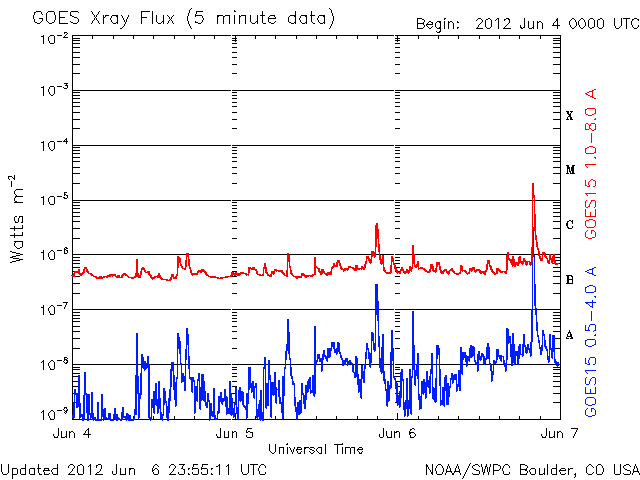 GOES Xray Flux (5 minute data)
Begin: 2012 Jun 4 0000 UTC
10⁻²
10⁻³
10⁻⁴
10⁻⁵
10⁻⁶
10⁻⁷
10⁻⁸
10⁻⁹
Watts m⁻²
X
M
C
B
A
GOES15 1.0-8.0 A
GOES15 0.5-4.0 A
Jun 4
Jun 5
Jun 6
Jun 7
Universal Time
Updated 2012 Jun 6 23:55:11 UTC
NOAA/SWPC Boulder, CO USA